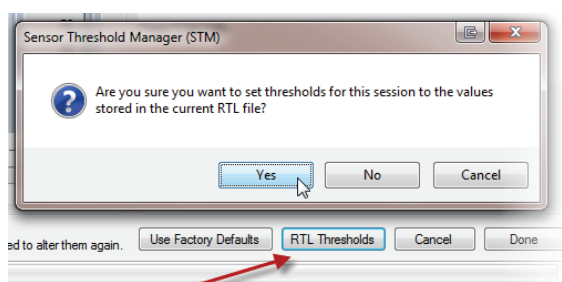 Sensor Threshold Manager (STM)
Are you sure you want to set thresholds for this session to the values
stored in the current RTL file?
Yes
No
Cancel
ed to alter them again.
Use Factory Defaults
RTL Thresholds
Cancel
Done